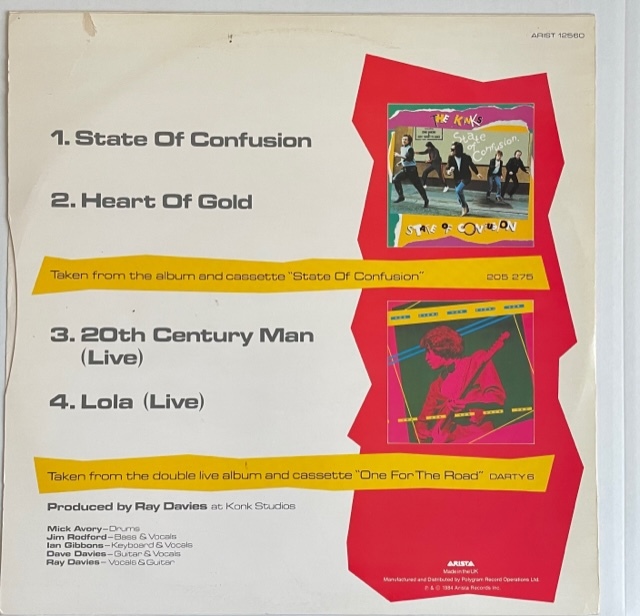 ARIST 12560
1. State Of Confusion
2. Heart Of Gold
THE KINKS
State
of
Confusion.
STATE OF CONFUSION
Taken from the album and cassette "State Of Confusion" 205 275
3. 20th Century Man
(Live)
4. Lola (Live)
Taken from the double live album and cassette "One For The Road" DARTY 6
Produced by Ray Davies at Konk Studios
Mick Avory – Drums
Jim Rodford – Bass & Vocals
Ian Gibbons – Keyboard & Vocals
Dave Davies – Guitar & Vocals
Ray Davies – Vocals & Guitar
ARISTA
Made in the UK
Manufactured and Distributed by Polygram Record Operations Ltd.
℗ & © 1984 Arista Records Inc.